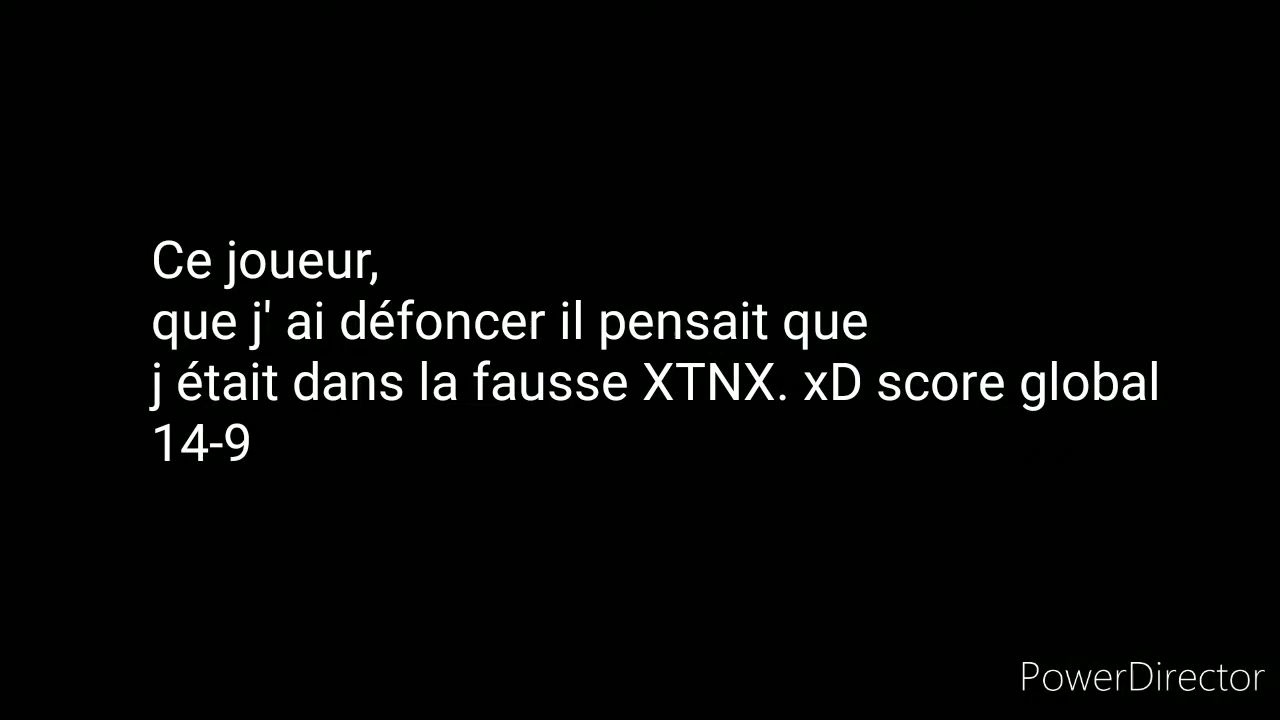 Ce joueur,
que j' ai défoncer il pensait que
j était dans la fausse XTNX. xD score global
14-9
PowerDirector